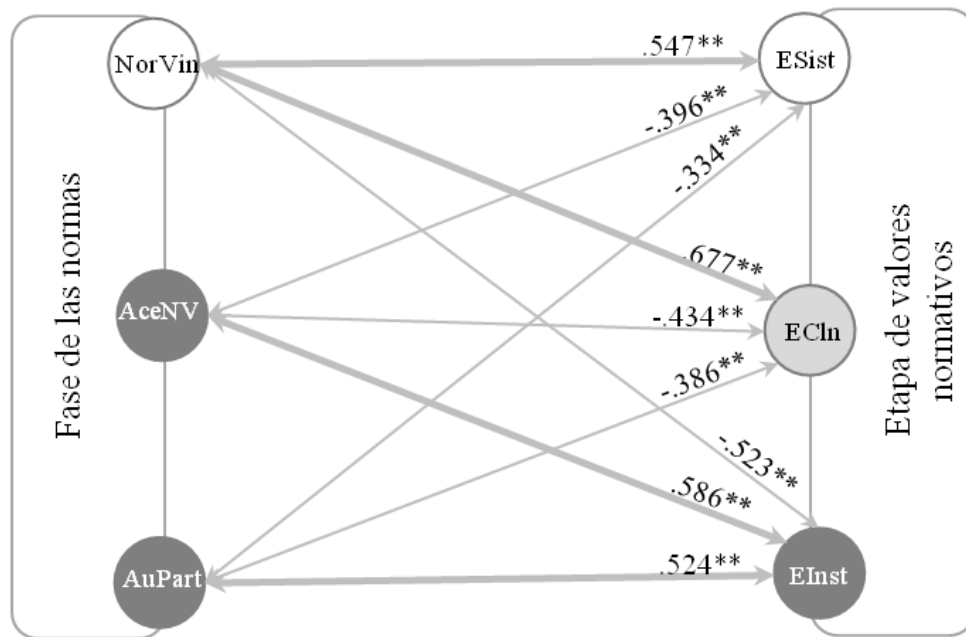 NorVin
.547**
ESist
-.396**
-.334**
Fase de las normas
AceNV
.677**
-.434**
ECln
-.386**
Etapa de valores
normativos
-.523**
.586**
AuPart
.524**
EInst